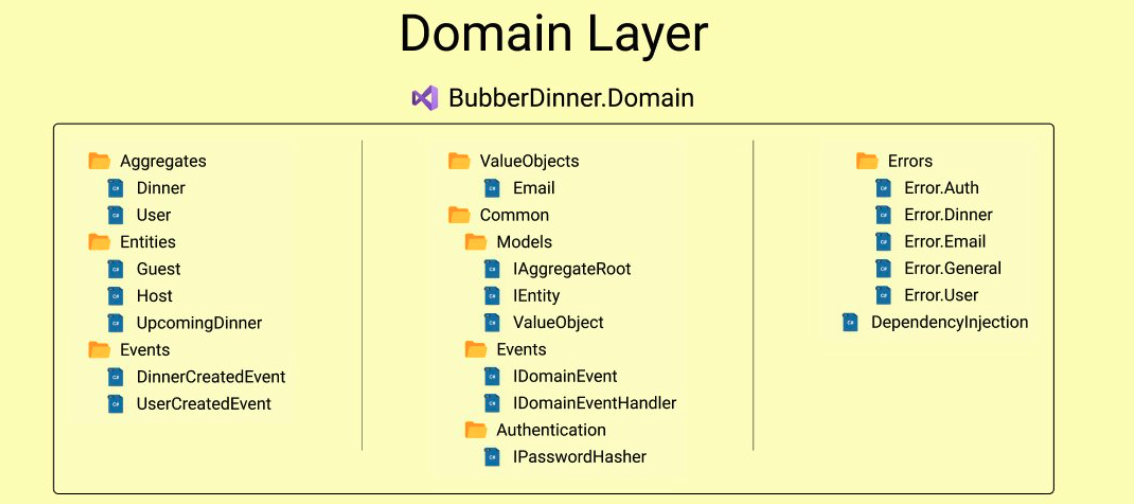 Domain Layer
BubberDinner.Domain
Aggregates
C# Dinner
C# User
Entities
C# Guest
C# Host
C# UpcomingDinner
Events
C# DinnerCreatedEvent
C# UserCreatedEvent
ValueObjects
C# Email
Common
Models
C# IAggregateRoot
C# IEntity
C# ValueObject
Events
C# IDomainEvent
C# IDomainEventHandler
Authentication
C# IPasswordHasher
Errors
C# Error.Auth
C# Error.Dinner
C# Error.Email
C# Error.General
C# Error.User
C# DependencyInjection